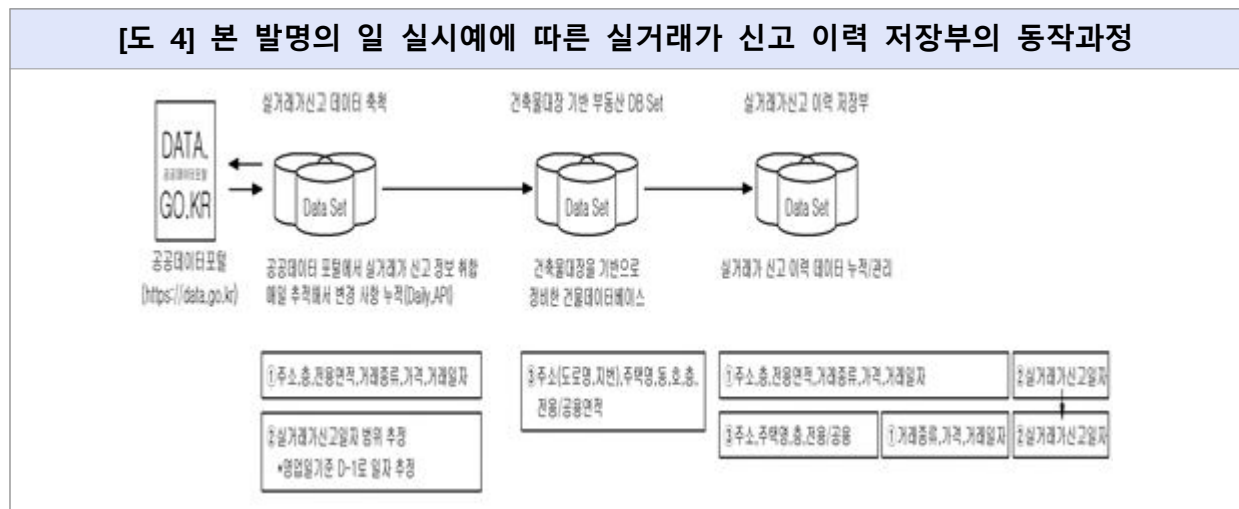 [도 4] 본 발명의 일 실시예에 따른 실거래가 신고 이력 저장부의 동작과정
실거래가신고 데이터 축적
건축물대장 기반 부동산 DB Set
실거래가신고 이력 저장부
DATA.
공공데이터포털
GO.KR
Data Set
Data Set
Data Set
공공데이터포털
(https://data.go.kr)
공공데이터 포털에서 실거래가 신고 정보 취합
매일 추적해서 변경 사항 누적(Daily,API)
건축물대장을 기반으로
정비한 건물데이터베이스
실거래가 신고 이력 데이터 누적/관리
①주소,층,전용면적,거래종류,가격,거래일자
②실거래가신고일자 범위 추정
*영업일기준 D-1로 일자 추정
③주소(도로명,지번),주택명,동,호,층,
전용/공용면적
①주소,층,전용면적,거래종류,가격,거래일자
②실거래가신고일자
③주소,주택명,층,전용/공용
①거래종류,가격,거래일자
②실거래가신고일자